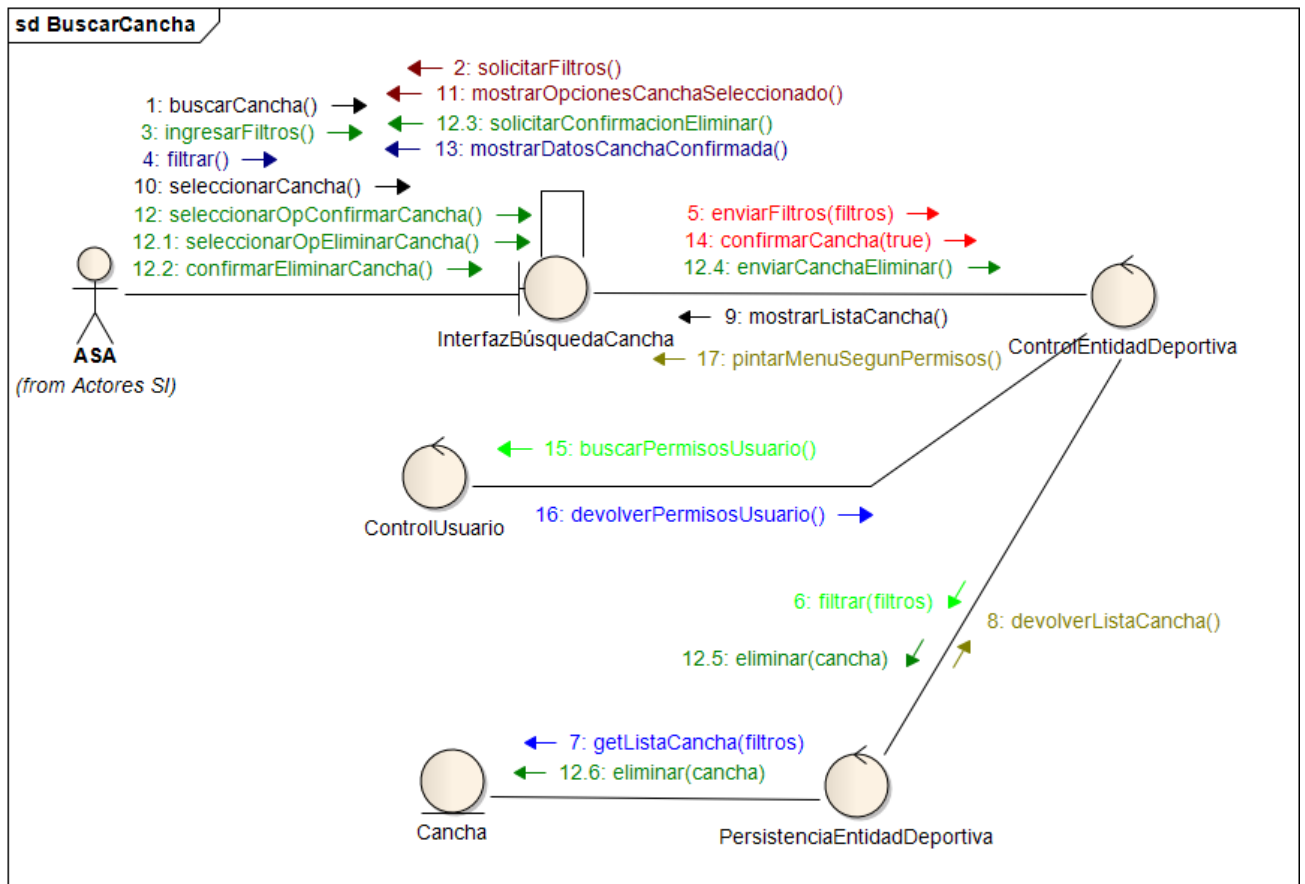 sd BuscarCancha
2: solicitarFiltros()
11: mostrarOpcionesCanchaSeleccionado()
1: buscarCancha()
12.3: solicitarConfirmacionEliminar()
3: ingresarFiltros()
13: mostrarDatosCanchaConfirmada()
4: filtrar()
10: seleccionarCancha()
12: seleccionarOpConfirmarCancha()
12.1: seleccionarOpEliminarCancha()
12.2: confirmarEliminarCancha()
5: enviarFiltros(filtros)
14: confirmarCancha(true)
12.4: enviarCanchaEliminar()
9: mostrarListaCancha()
17: pintarMenuSegunPermisos()
InterfazBúsquedaCancha
ControlEntidadDeportiva
ASA
(from Actores SI)
15: buscarPermisosUsuario()
16: devolverPermisosUsuario()
ControlUsuario
6: filtrar(filtros)
8: devolverListaCancha()
12.5: eliminar(cancha)
7: getListaCancha(filtros)
12.6: eliminar(cancha)
Cancha
PersistenciaEntidadDeportiva